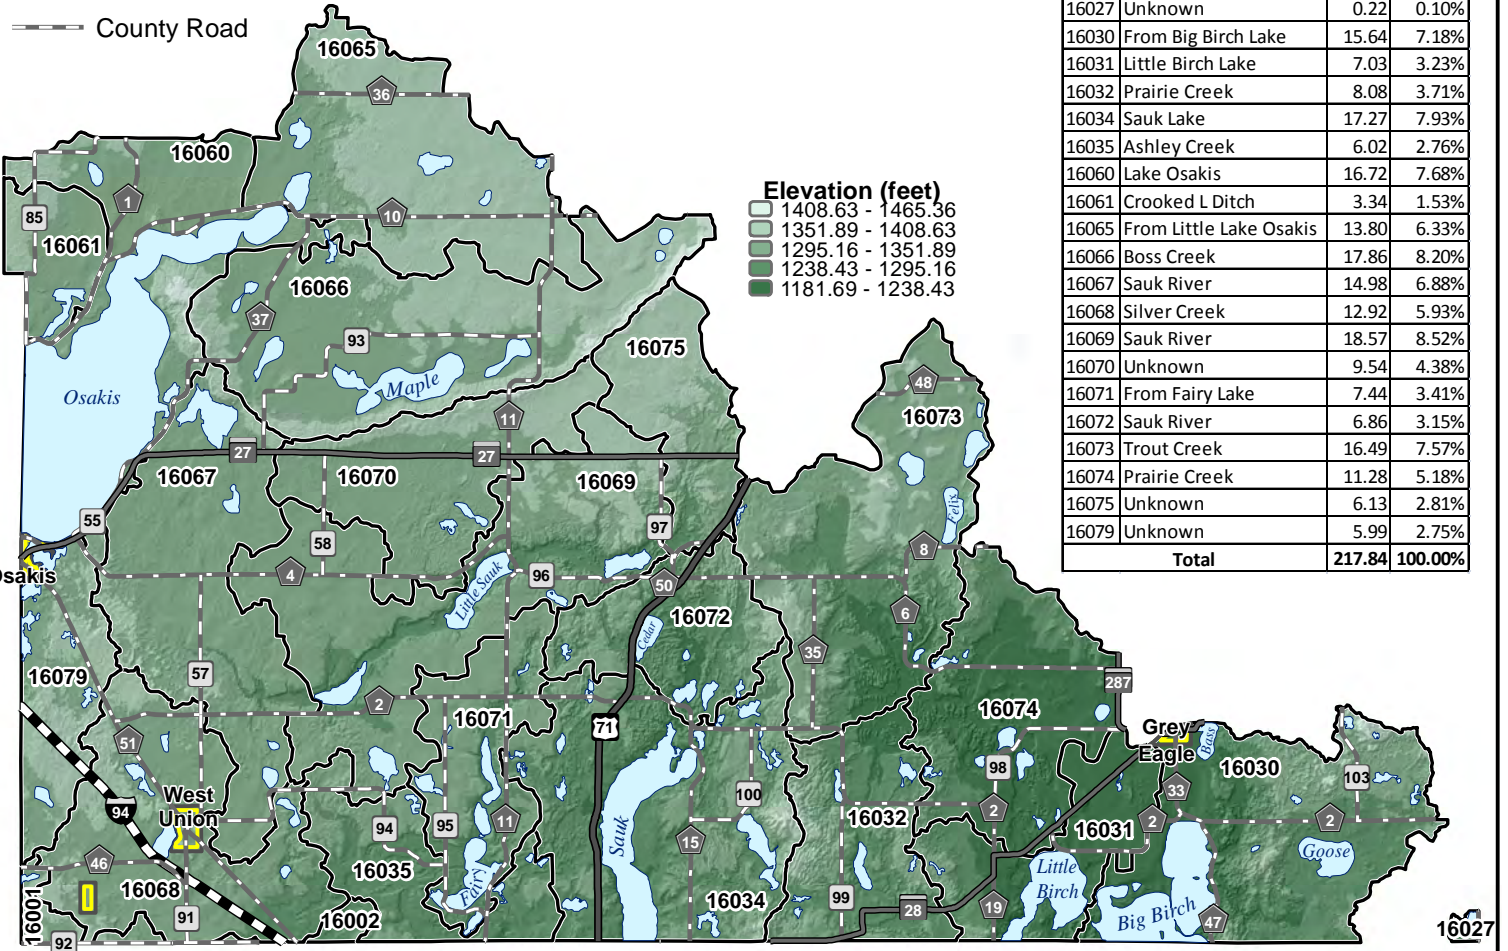 County Road
16027 Unknown 0.22 0.10%
16030 From Big Birch Lake 15.64 7.18%
16031 Little Birch Lake 7.03 3.23%
16032 Prairie Creek 8.08 3.71%
16034 Sauk Lake 17.27 7.93%
16035 Ashley Creek 6.02 2.76%
16060 Lake Osakis 16.72 7.68%
16061 Crooked L Ditch 3.34 1.53%
16065 From Little Lake Osakis 13.80 6.33%
16066 Boss Creek 17.86 8.20%
16067 Sauk River 14.98 6.88%
16068 Silver Creek 12.92 5.93%
16069 Sauk River 18.57 8.52%
16070 Unknown 9.54 4.38%
16071 From Fairy Lake 7.44 3.41%
16072 Sauk River 6.86 3.15%
16073 Trout Creek 16.49 7.57%
16074 Prairie Creek 11.28 5.18%
16075 Unknown 6.13 2.81%
16079 Unknown 5.99 2.75%
Total 217.84 100.00%
Elevation (feet)
1408.63 - 1465.36
1351.89 - 1408.63
1295.16 - 1351.89
1238.43 - 1295.16
1181.69 - 1238.43
16065
36
16060
1
85
10
16061
16066
37
93
16075
Maple
Osakis
48
11
16073
27
27
16067
16070
16069
Felix
55
97
58
8
Osakis
4
96
50
Little Sauk
6
16072
Cedar
35
16079
57
287
2
16074
16071
71
51
Grey
Eagle
Bass
16030
98
103
West
Union
94
100
33
2
2
2
94
95
11
16032
16031
Sauk
15
Goose
46
16035
Little
Birch
16068
Fairy
16034
99
28
19
Big Birch
47
16001
91
16002
92
16027